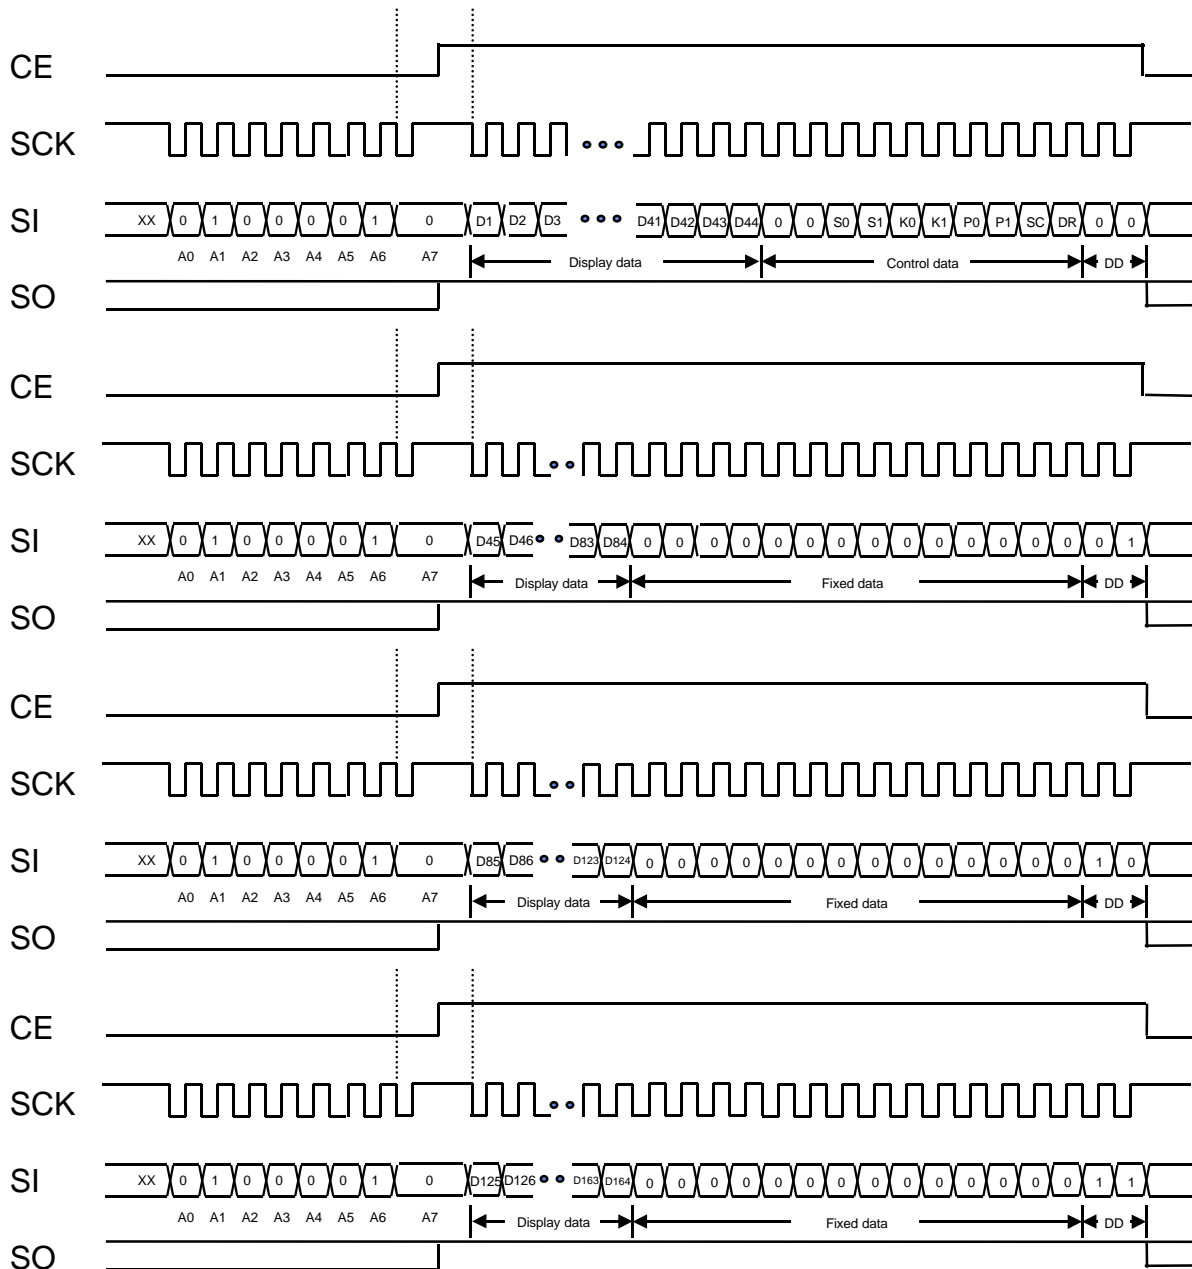 CE
SCK
SI XX 0 1 0 0 0 0 1 0 D1 D2 D3 D41 D42 D43 D44 0 0 S0 S1 K0 K1 P0 P1 SC DR 0 0
A0 A1 A2 A3 A4 A5 A6 A7 Display data Control data DD
SO
CE
SCK
SI XX 0 1 0 0 0 0 1 0 D45 D46 D83 D84 0 0 0 0 0 0 0 0 0 0 0 0 0 0 0 1
A0 A1 A2 A3 A4 A5 A6 A7 Display data Fixed data DD
SO
CE
SCK
SI XX 0 1 0 0 0 0 1 0 D85 D86 D123 D124 0 0 0 0 0 0 0 0 0 0 0 0 0 0 1 0
A0 A1 A2 A3 A4 A5 A6 A7 Display data Fixed data DD
SO
CE
SCK
SI XX 0 1 0 0 0 0 1 0 D125 D126 D163 D164 0 0 0 0 0 0 0 0 0 0 0 0 0 0 1 1
A0 A1 A2 A3 A4 A5 A6 A7 Display data Fixed data DD
SO